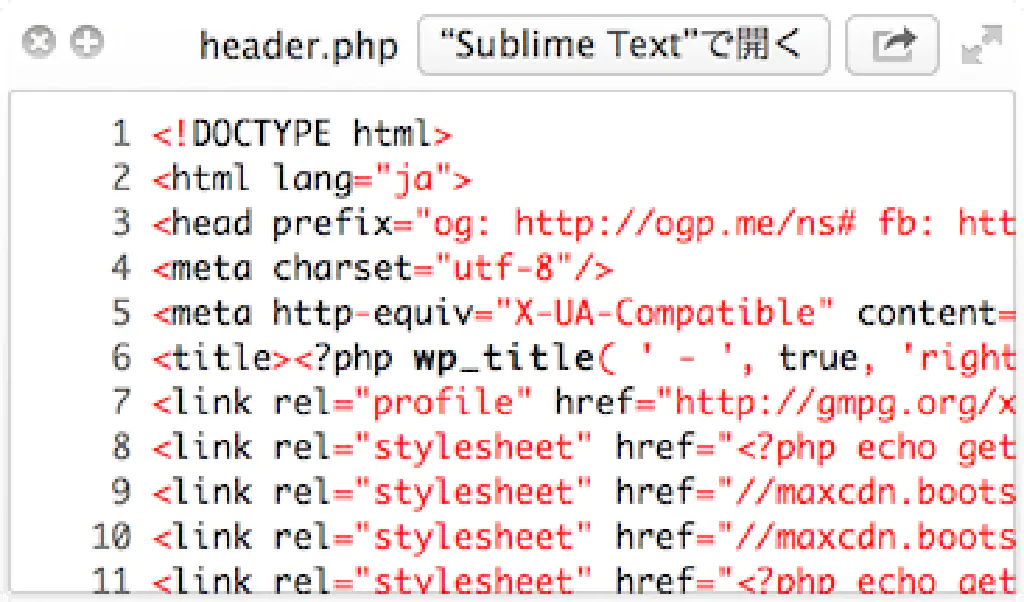 header.php “Sublime Text”で開く
1 <!DOCTYPE html>
2 <html lang="ja">
3 <head prefix="og: http://ogp.me/ns# fb: htt
4 <meta charset="utf-8"/>
5 <meta http-equiv="X-UA-Compatible" content=
6 <title><?php wp_title( ' - ', true, 'right
7 <link rel="profile" href="http://gmpg.org/x
8 <link rel="stylesheet" href="<?php echo get
9 <link rel="stylesheet" href="//maxcdn.boots
10 <link rel="stylesheet" href="//maxcdn.boots
11 <link rel="stylesheet" href="<?php echo get